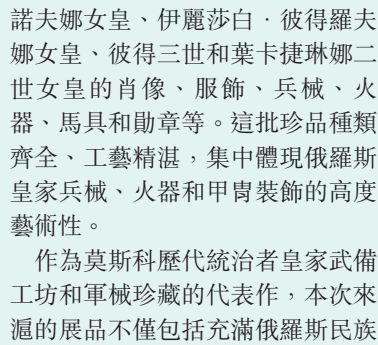 諾夫娜女皇、伊麗莎白‧彼得羅夫
娜女皇、彼得三世和葉卡捷琳娜二
世女皇的肖像、服飾、兵械、火
器、馬具和勛章等。這批珍品種類
齊全、工藝精湛，集中體現俄羅斯
皇家兵械、火器和甲冑裝飾的高度
藝術性。
作為莫斯科歷代統治者皇家武備
工坊和軍械珍藏的代表作，本次來
滬的展品不僅包括充滿俄羅斯民族